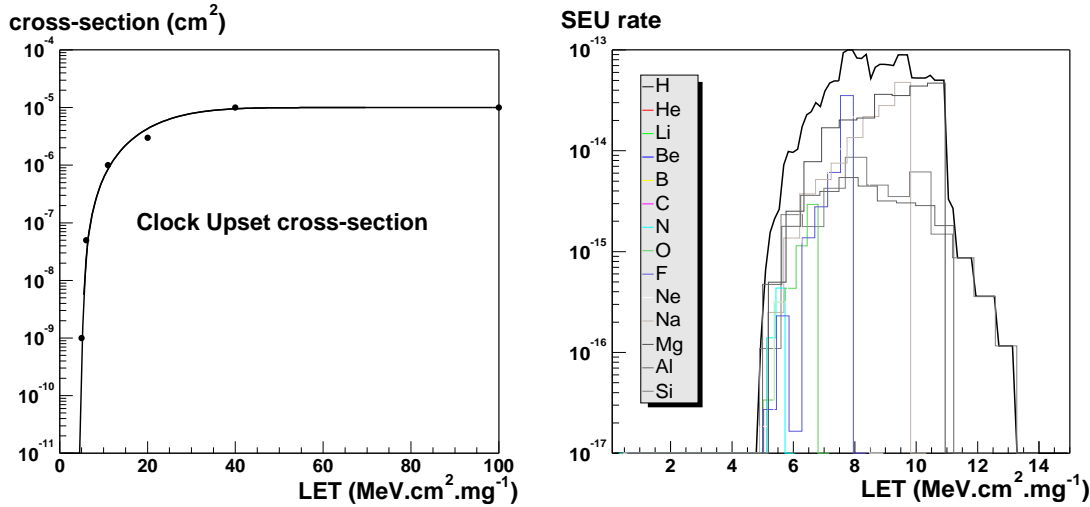 cross-section (cm²)
10⁻⁴
10⁻⁵
10⁻⁶
10⁻⁷
10⁻⁸
10⁻⁹
10⁻¹⁰
10⁻¹¹
Clock Upset cross-section
0 20 40 60 80 100
LET (MeV.cm².mg⁻¹)
SEU rate
10⁻¹³
10⁻¹⁴
10⁻¹⁵
10⁻¹⁶
10⁻¹⁷
H
He
Li
Be
B
C
N
O
F
Ne
Na
Mg
Al
Si
2 4 6 8 10 12 14
LET (MeV.cm².mg⁻¹)